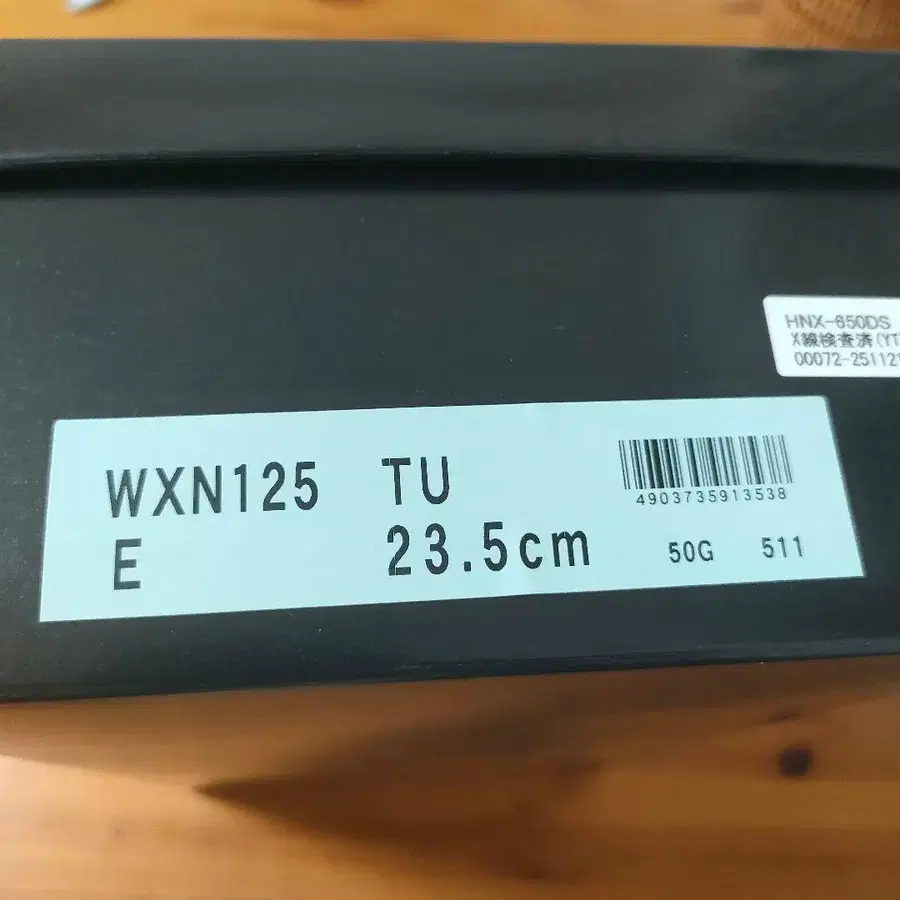 HNX-650DS
X線検査済(YT
00072-251121
WXN125 TU
4903735913538
E 23.5cm
50G 511